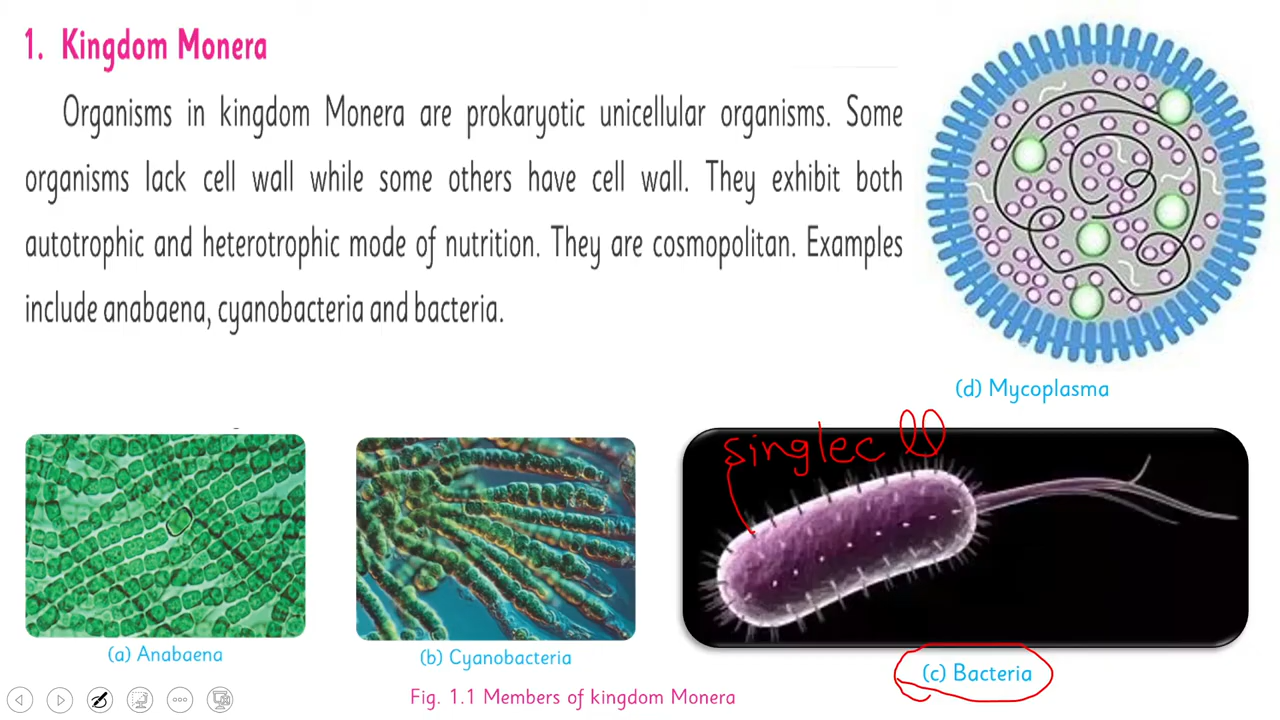 1. Kingdom Monera
Organisms in kingdom Monera are prokaryotic unicellular organisms. Some
organisms lack cell wall while some others have cell wall. They exhibit both
autotrophic and heterotrophic mode of nutrition. They are cosmopolitan. Examples
include anabaena, cyanobacteria and bacteria.
(d) Mycoplasma
singlec ll
(a) Anabaena
(b) Cyanobacteria
(c) Bacteria
Fig. 1.1 Members of kingdom Monera